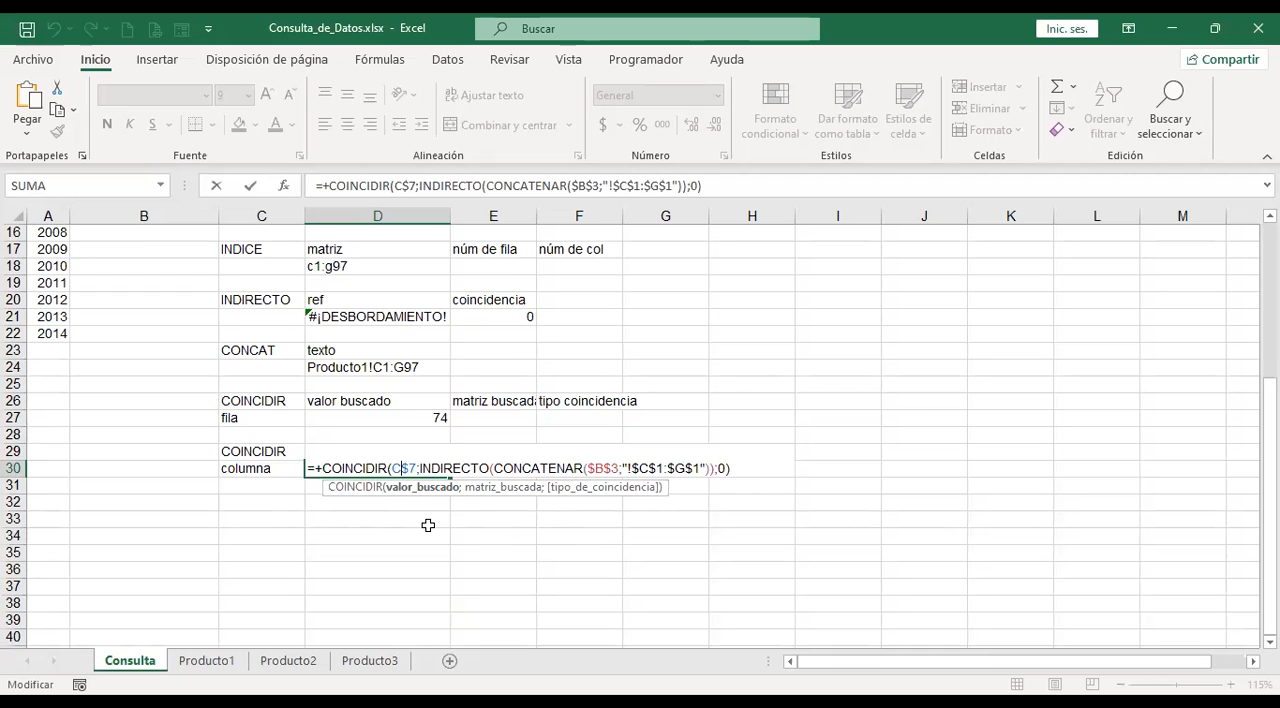 Consulta_de_Datos.xlsx - Excel
Buscar
Inic. ses.
Archivo Inicio Insertar Disposición de página Fórmulas Datos Revisar Vista Programador Ayuda
Compartir
Pegar
N K S
9
A A
Ajustar texto
Combinar y centrar
General
$ % 000
Formato condicional
Dar formato como tabla
Estilos de celda
Insertar
Eliminar
Formato
Ordenar y filtrar
Buscar y seleccionar
Portapapeles Fuente Alineación Número Estilos Celdas Edición
SUMA
=+COINCIDIR(C$7;INDIRECTO(CONCATENAR($B$3;"!$C$1:$G$1"));0)
A B C D E F G H I J K L M
16 2008
17 2009 INDICE matriz núm de fila núm de col
18 2010 c1:g97
19 2011
20 2012 INDIRECTO ref coincidencia
21 2013 #¡DESBORDAMIENTO! 0
22 2014
23 CONCAT texto
24 Producto1!C1:G97
25
26 COINCIDIR valor buscado matriz buscada tipo coincidencia
27 fila 74
28
29 COINCIDIR
30 columna =+COINCIDIR(C$7;INDIRECTO(CONCATENAR($B$3;"!$C$1:$G$1"));0)
31 COINCIDIR(valor_buscado; matriz_buscada; [tipo_de_coincidencia])
32
33
34
35
36
37
38
39
40
Consulta Producto1 Producto2 Producto3
Modificar
115%